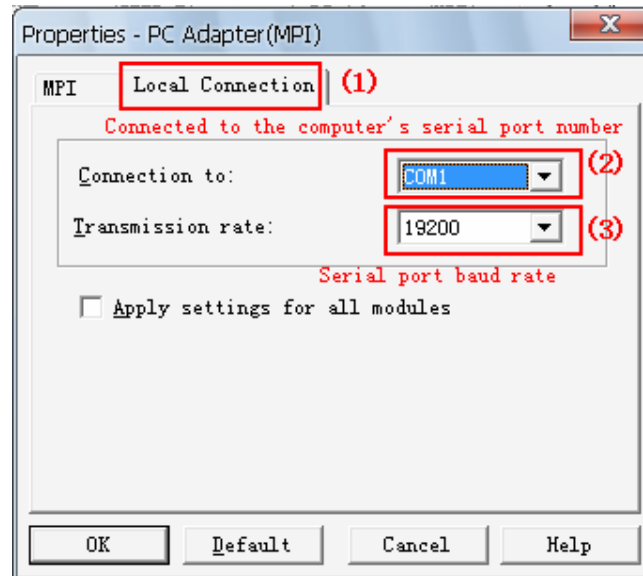 Properties - PC Adapter(MPI)
MPI Local Connection (1)
Connected to the computer's serial port number
Connection to: COM1 (2)
Transmission rate: 19200 (3)
Serial port baud rate
Apply settings for all modules
OK Default Cancel Help